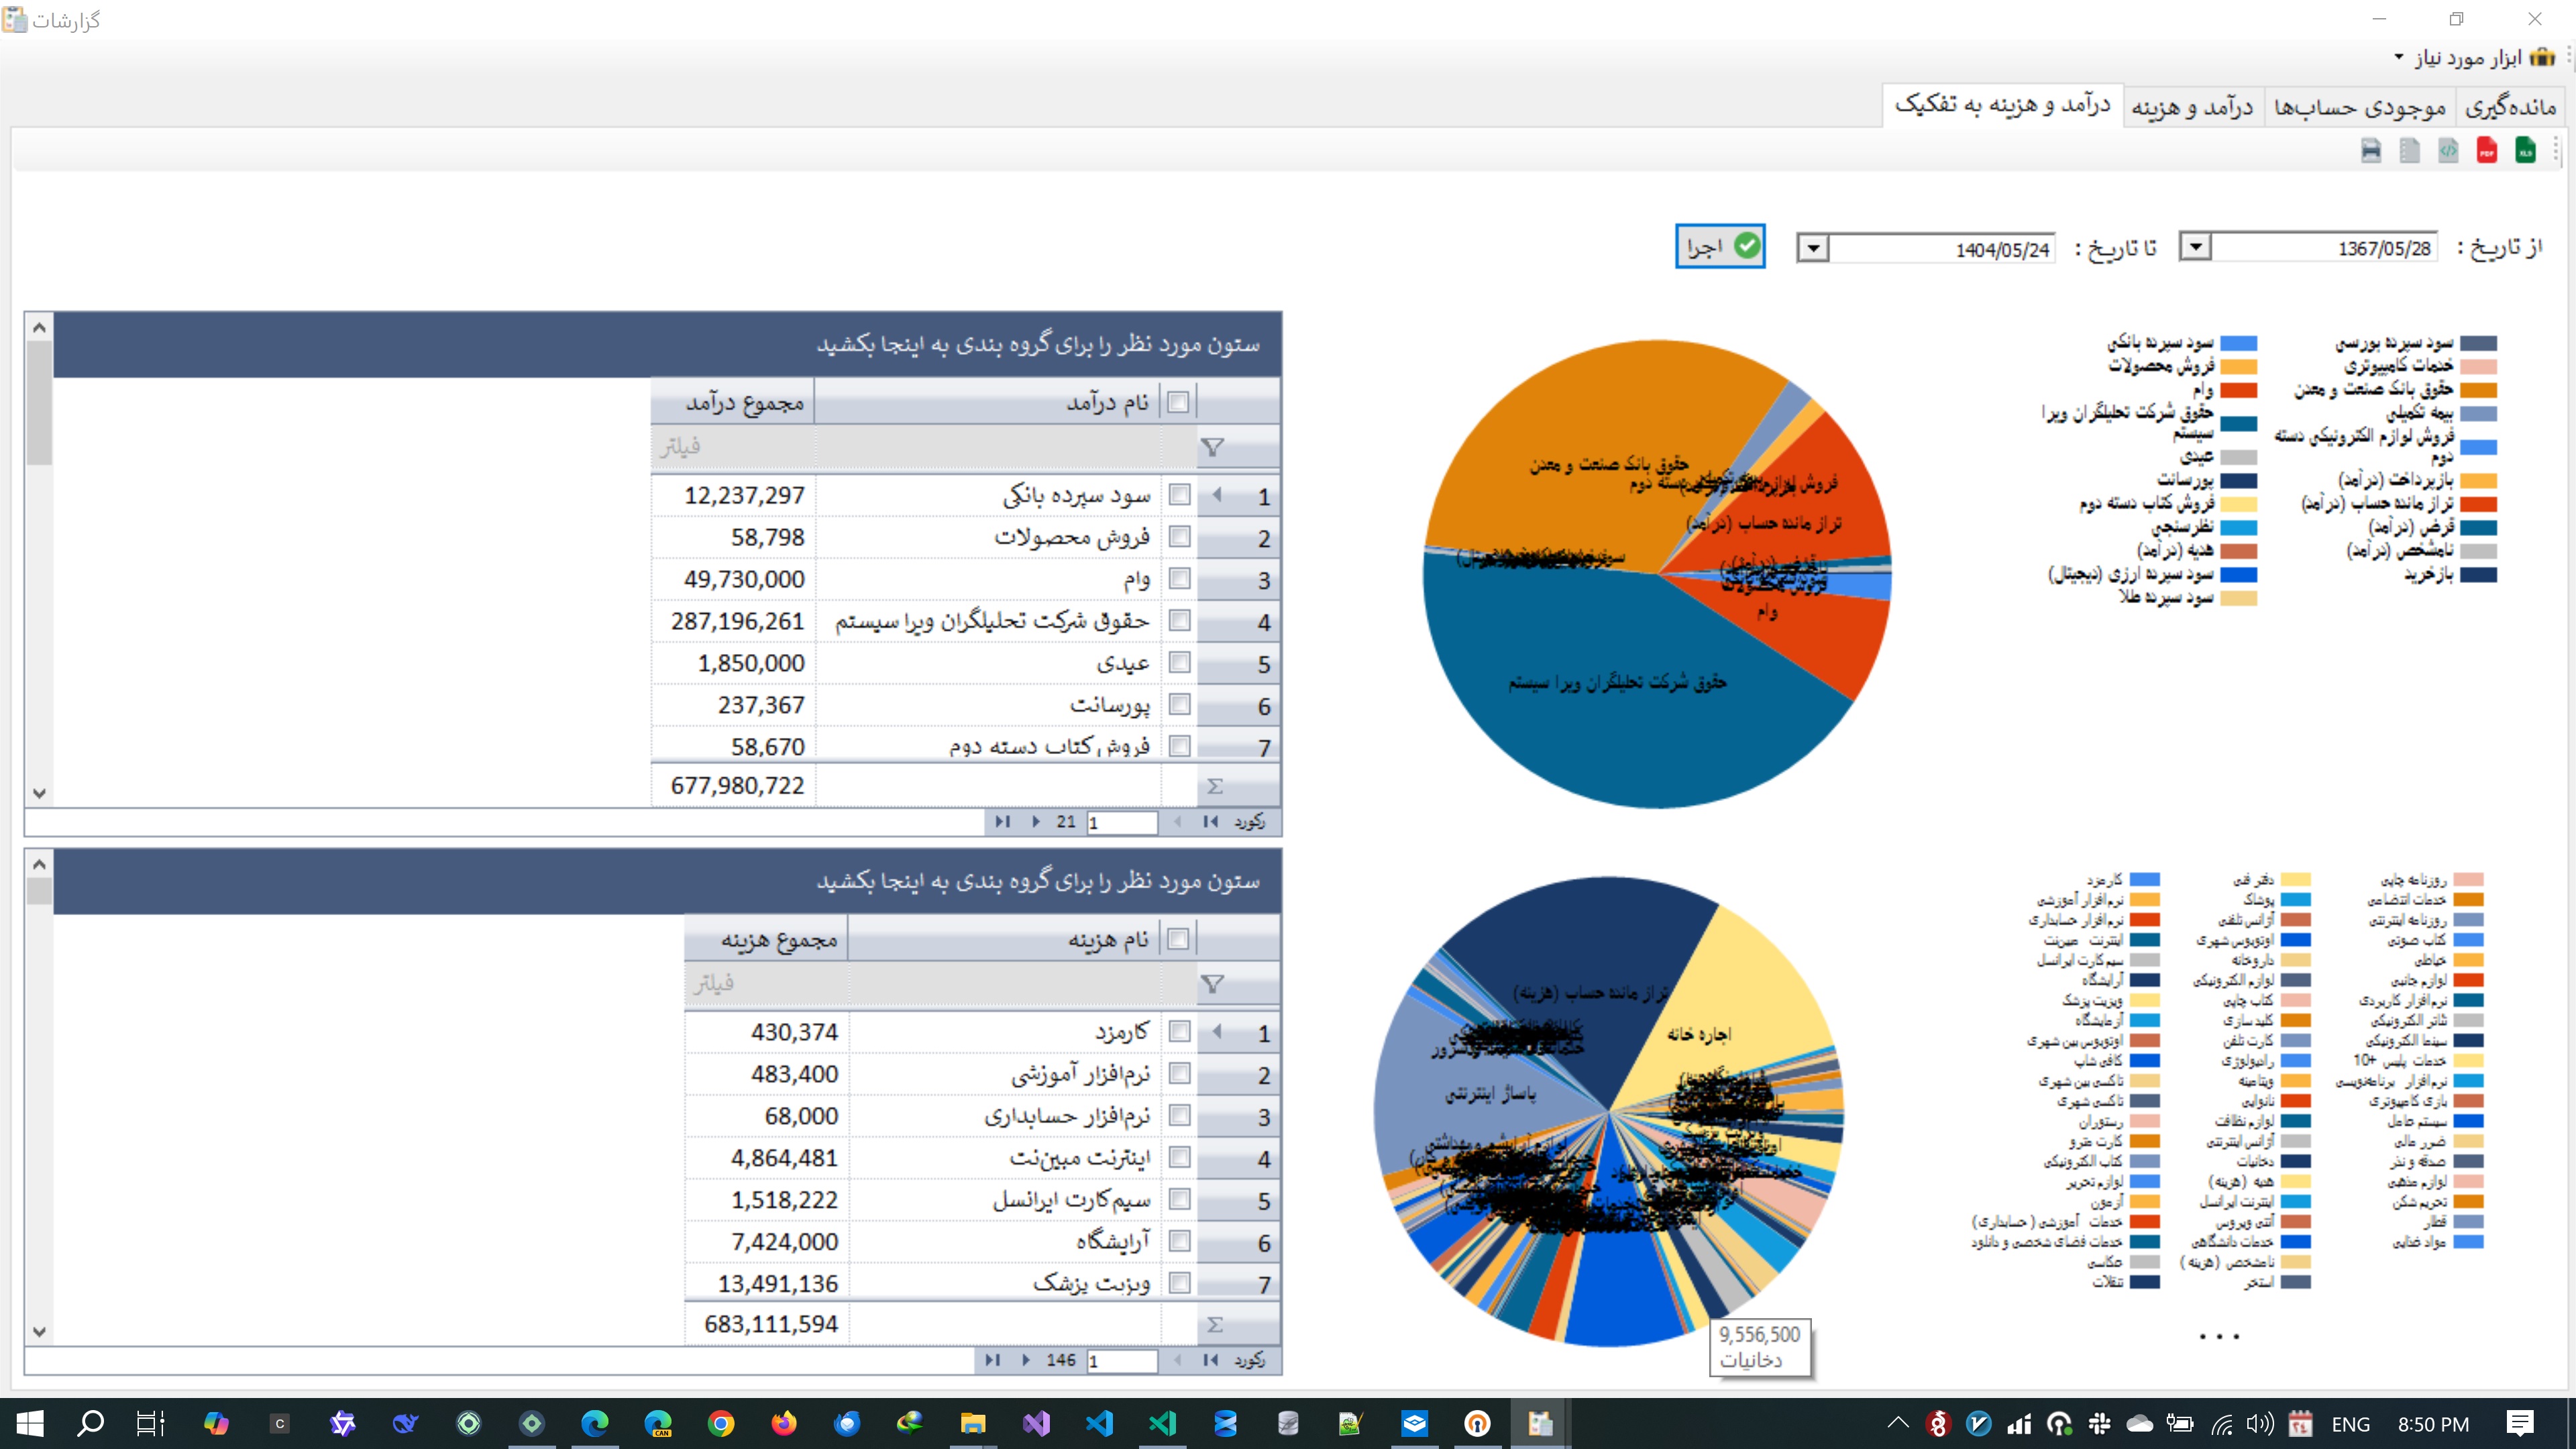 گزارشات
ابزار مورد نیاز
مانده‌گیری
موجودی حساب‌ها
درآمد و هزینه
درآمد و هزینه به تفکیک
از تاریخ : 1367/05/28
تا تاریخ : 1404/05/24
اجرا
سود سپرده بورسی
خدمات کامپیوتری
حقوق بانک صنعت و معدن
بیمه تکمیلی
فروش لوازم الکترونیکی دسته
دوم
بازپرداخت (درآمد)
تراز مانده حساب (درآمد)
قرض (درآمد)
نامشخص (درآمد)
بازخرید
سود سپرده بانکی
فروش محصولات
وام
حقوق شرکت تحلیلگران ویرا
سیستم
عیدی
پورسانت
فروش کتاب دسته دوم
نظرسنجی
هدیه (درآمد)
سود سپرده ارزی (دیجیتال)
سود سپرده طلا
حقوق بانک صنعت و معدن
تراز مانده حساب (درآمد)
وام
حقوق شرکت تحلیلگران ویرا سیستم
ستون مورد نظر را برای گروه بندی به اینجا بکشید
نام درآمد مجموع درآمد
فیلتر
1 سود سپرده بانکی 12,237,297
2 فروش محصولات 58,798
3 وام 49,730,000
4 حقوق شرکت تحلیلگران ویرا سیستم 287,196,261
5 عیدی 1,850,000
6 پورسانت 237,367
7 فروش کتاب دسته دوم 58,670
Σ 677,980,722
رکورد 1 21
روزنامه چاپی
خدمات انتضامی
روزنامه اینترنتی
کتاب صوتی
خیاطی
لوازم جانبی
نرم‌افزار کاربردی
تئاتر الکترونیکی
سینما الکترونیکی
خدمات پلیس +10
نرم‌افزار برنامه‌نویسی
بازی کامپیوتری
سیستم عامل
ضرر مالی
صدقه و نذر
لوازم مذهبی
تحریم شکن
قطار
مواد غذایی
دفتر فنی
پوشاک
آژانس تلفنی
اوتوبوس شهری
داروخانه
لوازم الکترونیکی
کتاب چاپی
کلید سازی
کارت تلفن
رادیولوژی
ویتامینه
نانوایی
لوازم نظافت
آژانس اینترنتی
دخانیات
هدیه (هزینه)
اینترنت ایرانسل
آنتی ویروس
خدمات دانشگاهی
نامشخص (هزینه)
استخر
کارمزد
نرم‌افزار آموزشی
نرم‌افزار حسابداری
اینترنت مبین‌نت
سیم‌کارت ایرانسل
آرایشگاه
ویزیت پزشک
آزمایشگاه
اوتوبوس بین شهری
کافی شاپ
تاکسی بین شهری
تاکسی شهری
رستوران
کارت مترو
کتاب الکترونیکی
لوازم تحریر
آزمون
خدمات آموزشی (حسابداری)
خدمات فضای شخصی و دانلود
عکاسی
تنقلات
...
تراز مانده حساب (هزینه)
اجاره خانه
پاساژ اینترنتی
9,556,500
دخانیات
ستون مورد نظر را برای گروه بندی به اینجا بکشید
نام هزینه مجموع هزینه
فیلتر
1 کارمزد 430,374
2 نرم‌افزار آموزشی 483,400
3 نرم‌افزار حسابداری 68,000
4 اینترنت مبین‌نت 4,864,481
5 سیم‌کارت ایرانسل 1,518,222
6 آرایشگاه 7,424,000
7 ویزیت پزشک 13,491,136
Σ 683,111,594
رکورد 1 146
ENG 8:50 PM